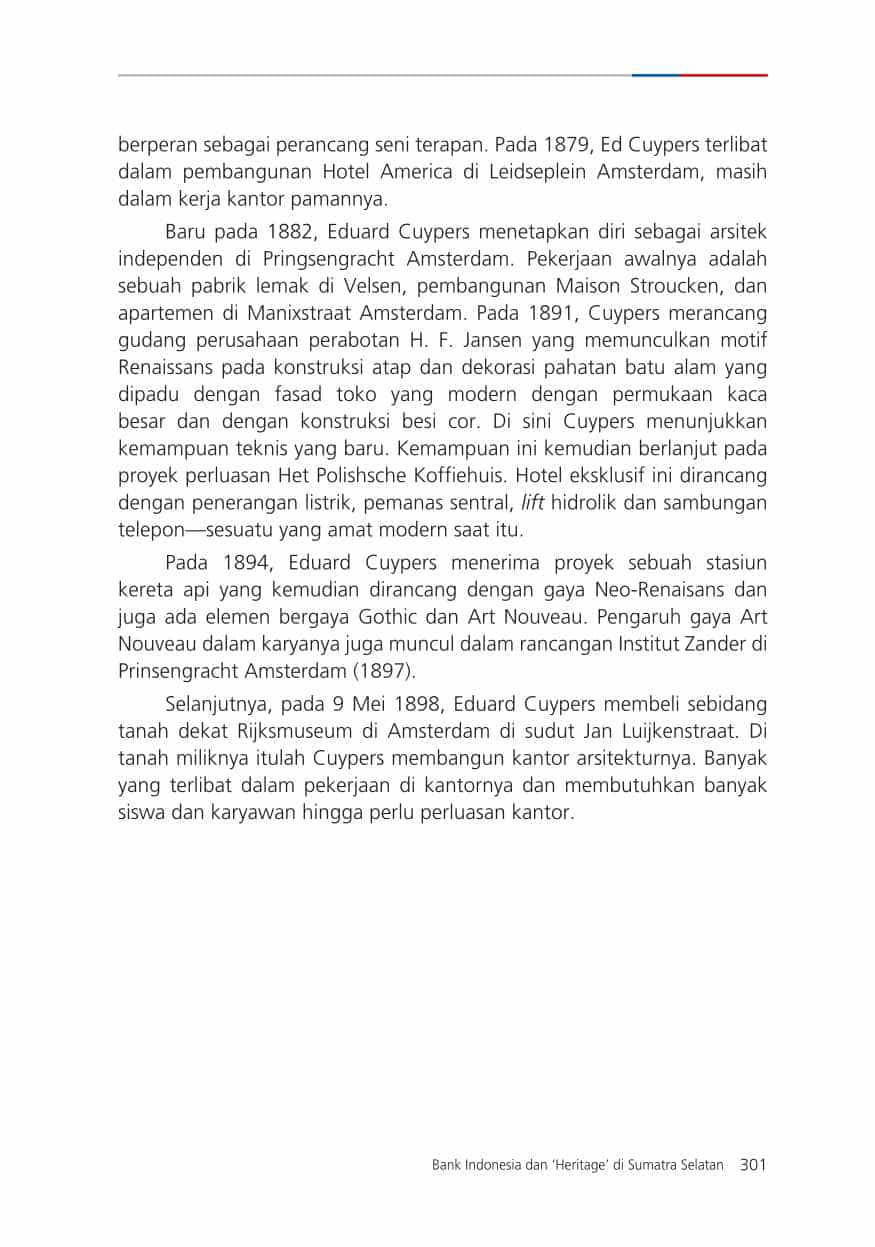 berperan sebagai perancang seni terapan. Pada 1879, Ed Cuypers terlibat
dalam pembangunan Hotel America di Leidseplein Amsterdam, masih
dalam kerja kantor pamannya.
Baru pada 1882, Eduard Cuypers menetapkan diri sebagai arsitek
independen di Pringsengracht Amsterdam. Pekerjaan awalnya adalah
sebuah pabrik lemak di Velsen, pembangunan Maison Stroucken, dan
apartemen di Manixstraat Amsterdam. Pada 1891, Cuypers merancang
gudang perusahaan perabotan H. F. Jansen yang memunculkan motif
Renaissans pada konstruksi atap dan dekorasi pahatan batu alam yang
dipadu dengan fasad toko yang modern dengan permukaan kaca
besar dan dengan konstruksi besi cor. Di sini Cuypers menunjukkan
kemampuan teknis yang baru. Kemampuan ini kemudian berlanjut pada
proyek perluasan Het Polishsche Koffiehuis. Hotel eksklusif ini dirancang
dengan penerangan listrik, pemanas sentral, lift hidrolik dan sambungan
telepon—sesuatu yang amat modern saat itu.
Pada 1894, Eduard Cuypers menerima proyek sebuah stasiun
kereta api yang kemudian dirancang dengan gaya Neo-Renaisans dan
juga ada elemen bergaya Gothic dan Art Nouveau. Pengaruh gaya Art
Nouveau dalam karyanya juga muncul dalam rancangan Institut Zander di
Prinsengracht Amsterdam (1897).
Selanjutnya, pada 9 Mei 1898, Eduard Cuypers membeli sebidang
tanah dekat Rijksmuseum di Amsterdam di sudut Jan Luijkenstraat. Di
tanah miliknya itulah Cuypers membangun kantor arsitekturnya. Banyak
yang terlibat dalam pekerjaan di kantornya dan membutuhkan banyak
siswa dan karyawan hingga perlu perluasan kantor.
Bank Indonesia dan ‘Heritage’ di Sumatra Selatan 301